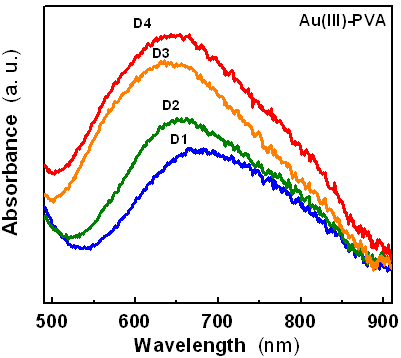 Au(III)-PVA
D4
D3
D2
D1
Absorbance (a. u.)
500 600 700 800 900
Wavelength (nm)